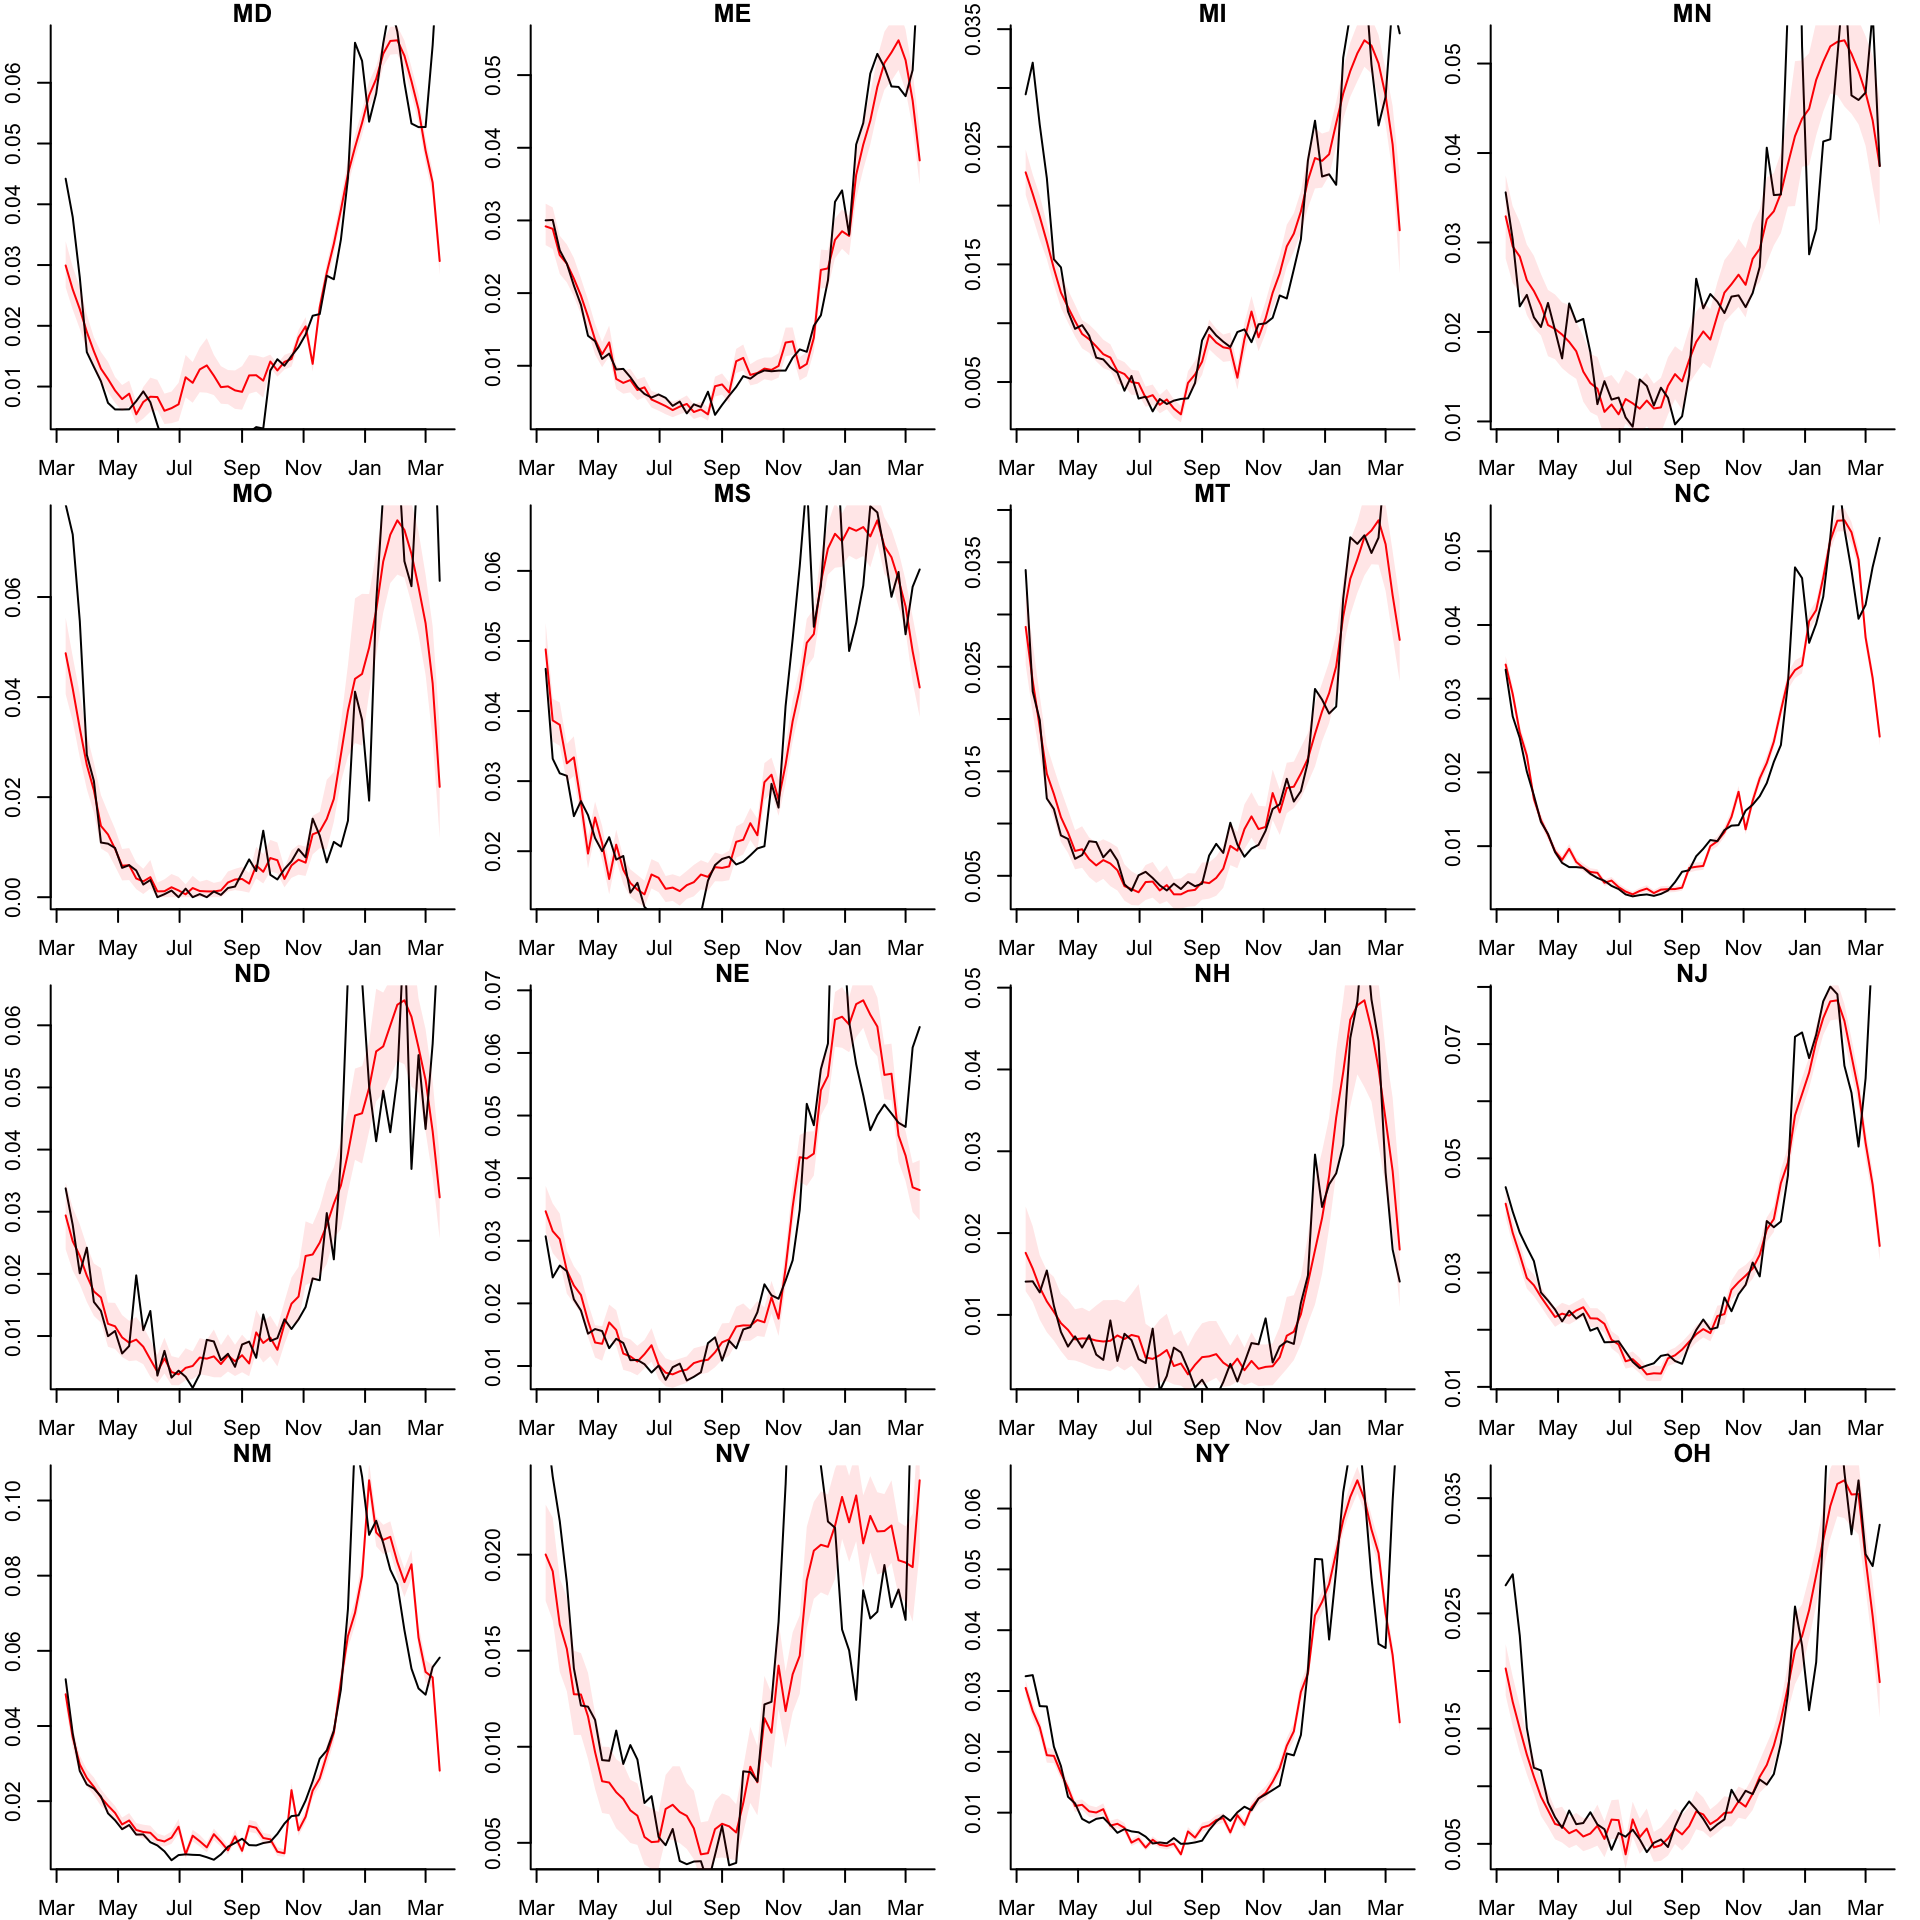 MD
ME
MI
MN
0.01 0.02 0.03 0.04 0.05 0.06
0.01 0.02 0.03 0.04 0.05
0.005 0.015 0.025 0.035
0.01 0.02 0.03 0.04 0.05
Mar May Jul Sep Nov Jan Mar
Mar May Jul Sep Nov Jan Mar
Mar May Jul Sep Nov Jan Mar
Mar May Jul Sep Nov Jan Mar
MO
MS
MT
NC
0.00 0.02 0.04 0.06
0.02 0.03 0.04 0.05 0.06
0.005 0.015 0.025 0.035
0.01 0.02 0.03 0.04 0.05
Mar May Jul Sep Nov Jan Mar
Mar May Jul Sep Nov Jan Mar
Mar May Jul Sep Nov Jan Mar
Mar May Jul Sep Nov Jan Mar
ND
NE
NH
NJ
0.01 0.02 0.03 0.04 0.05 0.06
0.01 0.02 0.03 0.04 0.05 0.06 0.07
0.01 0.02 0.03 0.04 0.05
0.01 0.03 0.05 0.07
Mar May Jul Sep Nov Jan Mar
Mar May Jul Sep Nov Jan Mar
Mar May Jul Sep Nov Jan Mar
Mar May Jul Sep Nov Jan Mar
NM
NV
NY
OH
0.02 0.04 0.06 0.08 0.10
0.005 0.010 0.015 0.020
0.01 0.02 0.03 0.04 0.05 0.06
0.005 0.015 0.025 0.035
Mar May Jul Sep Nov Jan Mar
Mar May Jul Sep Nov Jan Mar
Mar May Jul Sep Nov Jan Mar
Mar May Jul Sep Nov Jan Mar